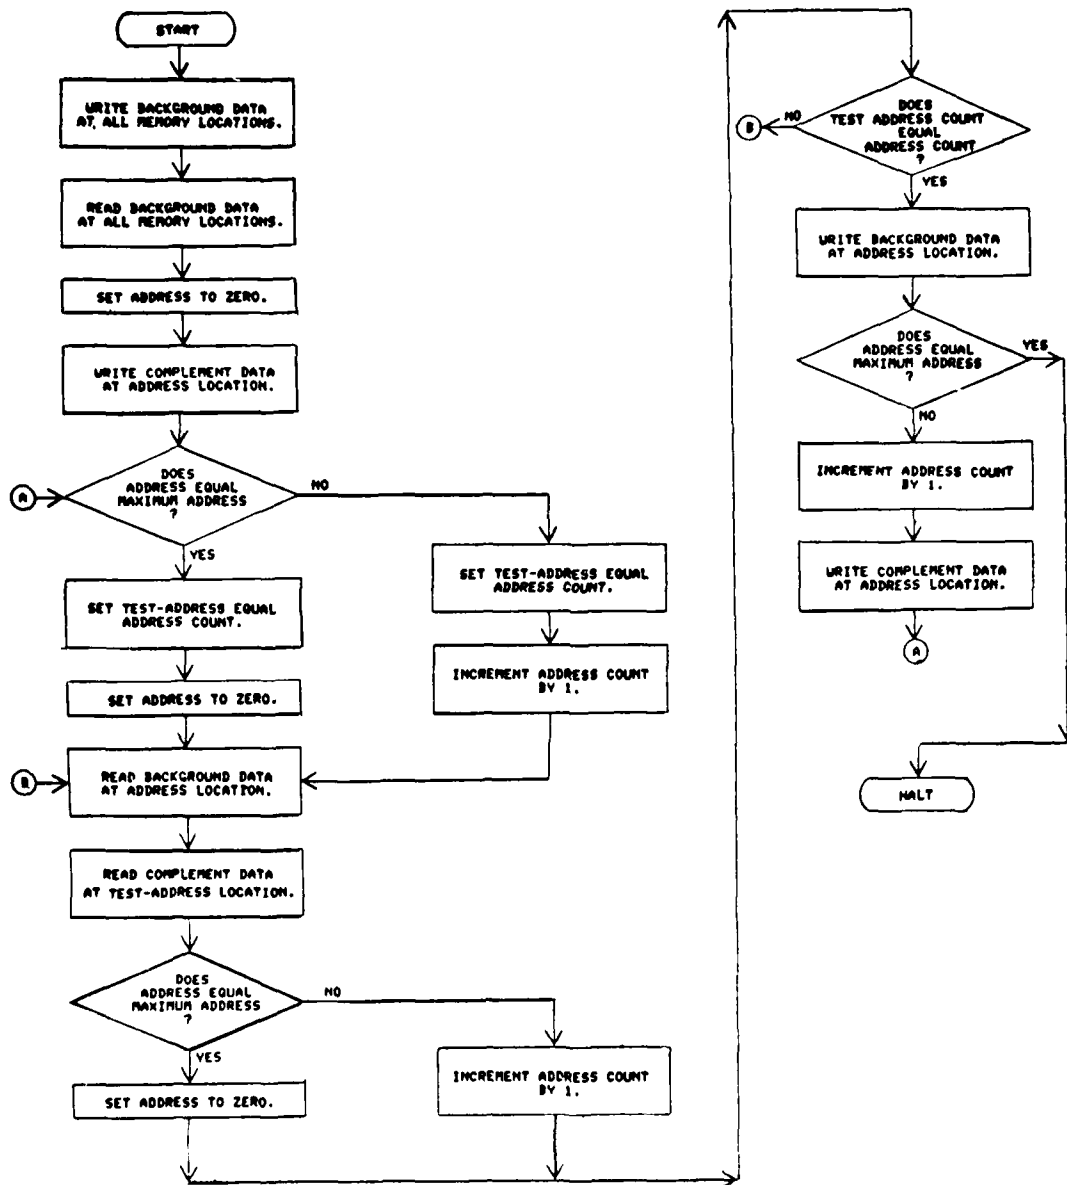 START
WRITE BACKGROUND DATA
AT ALL MEMORY LOCATIONS.
READ BACKGROUND DATA
AT ALL MEMORY LOCATIONS.
SET ADDRESS TO ZERO.
WRITE COMPLEMENT DATA
AT ADDRESS LOCATION.
A
DOES
ADDRESS EQUAL
MAXIMUM ADDRESS
?
NO
YES
SET TEST-ADDRESS EQUAL
ADDRESS COUNT.
SET TEST-ADDRESS EQUAL
ADDRESS COUNT.
INCREMENT ADDRESS COUNT
BY 1.
SET ADDRESS TO ZERO.
B
READ BACKGROUND DATA
AT ADDRESS LOCATION.
READ COMPLEMENT DATA
AT TEST-ADDRESS LOCATION.
DOES
ADDRESS EQUAL
MAXIMUM ADDRESS
?
NO
YES
INCREMENT ADDRESS COUNT
BY 1.
SET ADDRESS TO ZERO.
DOES
TEST ADDRESS COUNT
EQUAL
ADDRESS COUNT
?
B
NO
YES
WRITE BACKGROUND DATA
AT ADDRESS LOCATION.
DOES
ADDRESS EQUAL
MAXIMUM ADDRESS
?
YES
NO
INCREMENT ADDRESS COUNT
BY 1.
WRITE COMPLEMENT DATA
AT ADDRESS LOCATION.
A
HALT